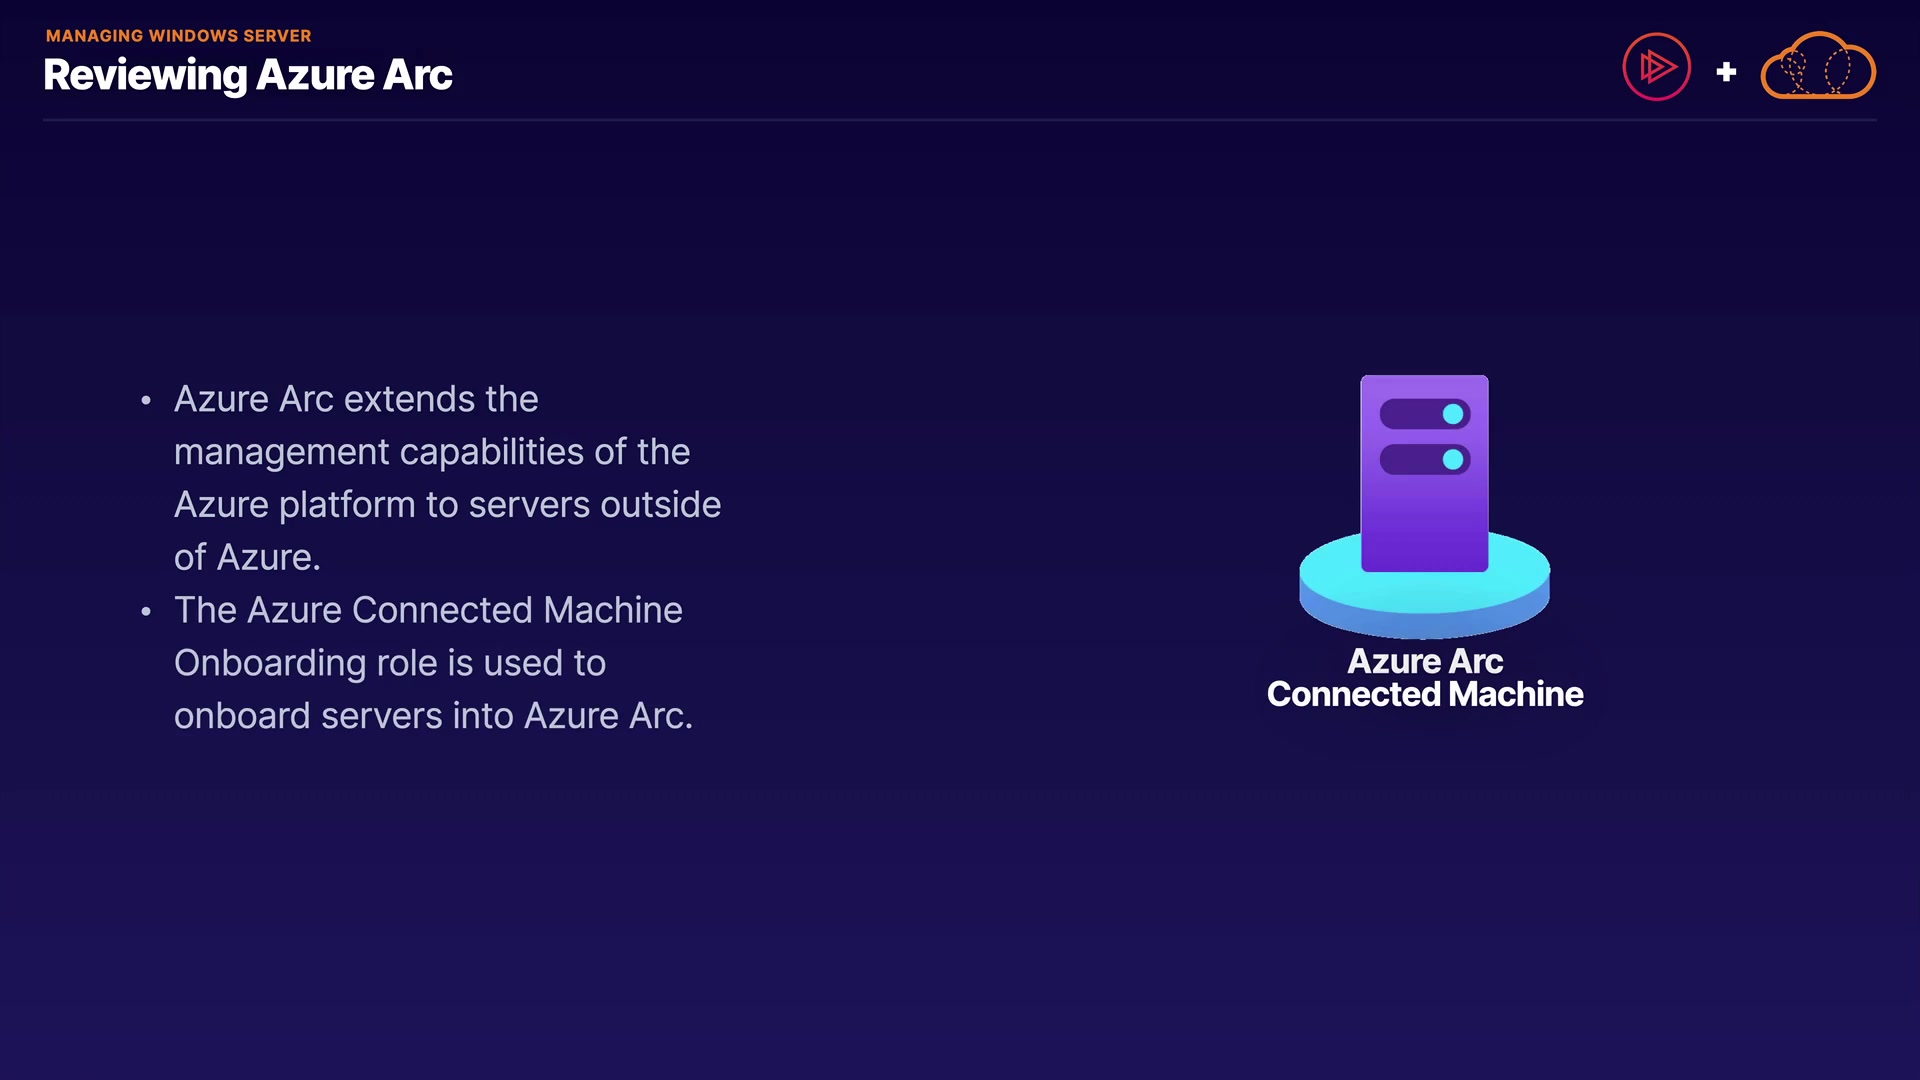 MANAGING WINDOWS SERVER
Reviewing Azure Arc
+
• Azure Arc extends the
management capabilities of the
Azure platform to servers outside
of Azure.
• The Azure Connected Machine
Onboarding role is used to
onboard servers into Azure Arc.
Azure Arc
Connected Machine